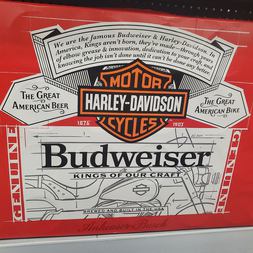 We are the famous Budweiser & Harley-Davidson. In
America, Kings aren't born, they're made—through years
of elbow grease & innovation, dedication to your craft, and
knowing the job isn't done until it can't be done any better.
THE GREAT AMERICAN BEER
MOTOR
HARLEY-DAVIDSON
CYCLES
THE GREAT AMERICAN BIKE
GENUINE
Budweiser
GENUINE
KINGS OF OUR CRAFT
Anheuser-Busch